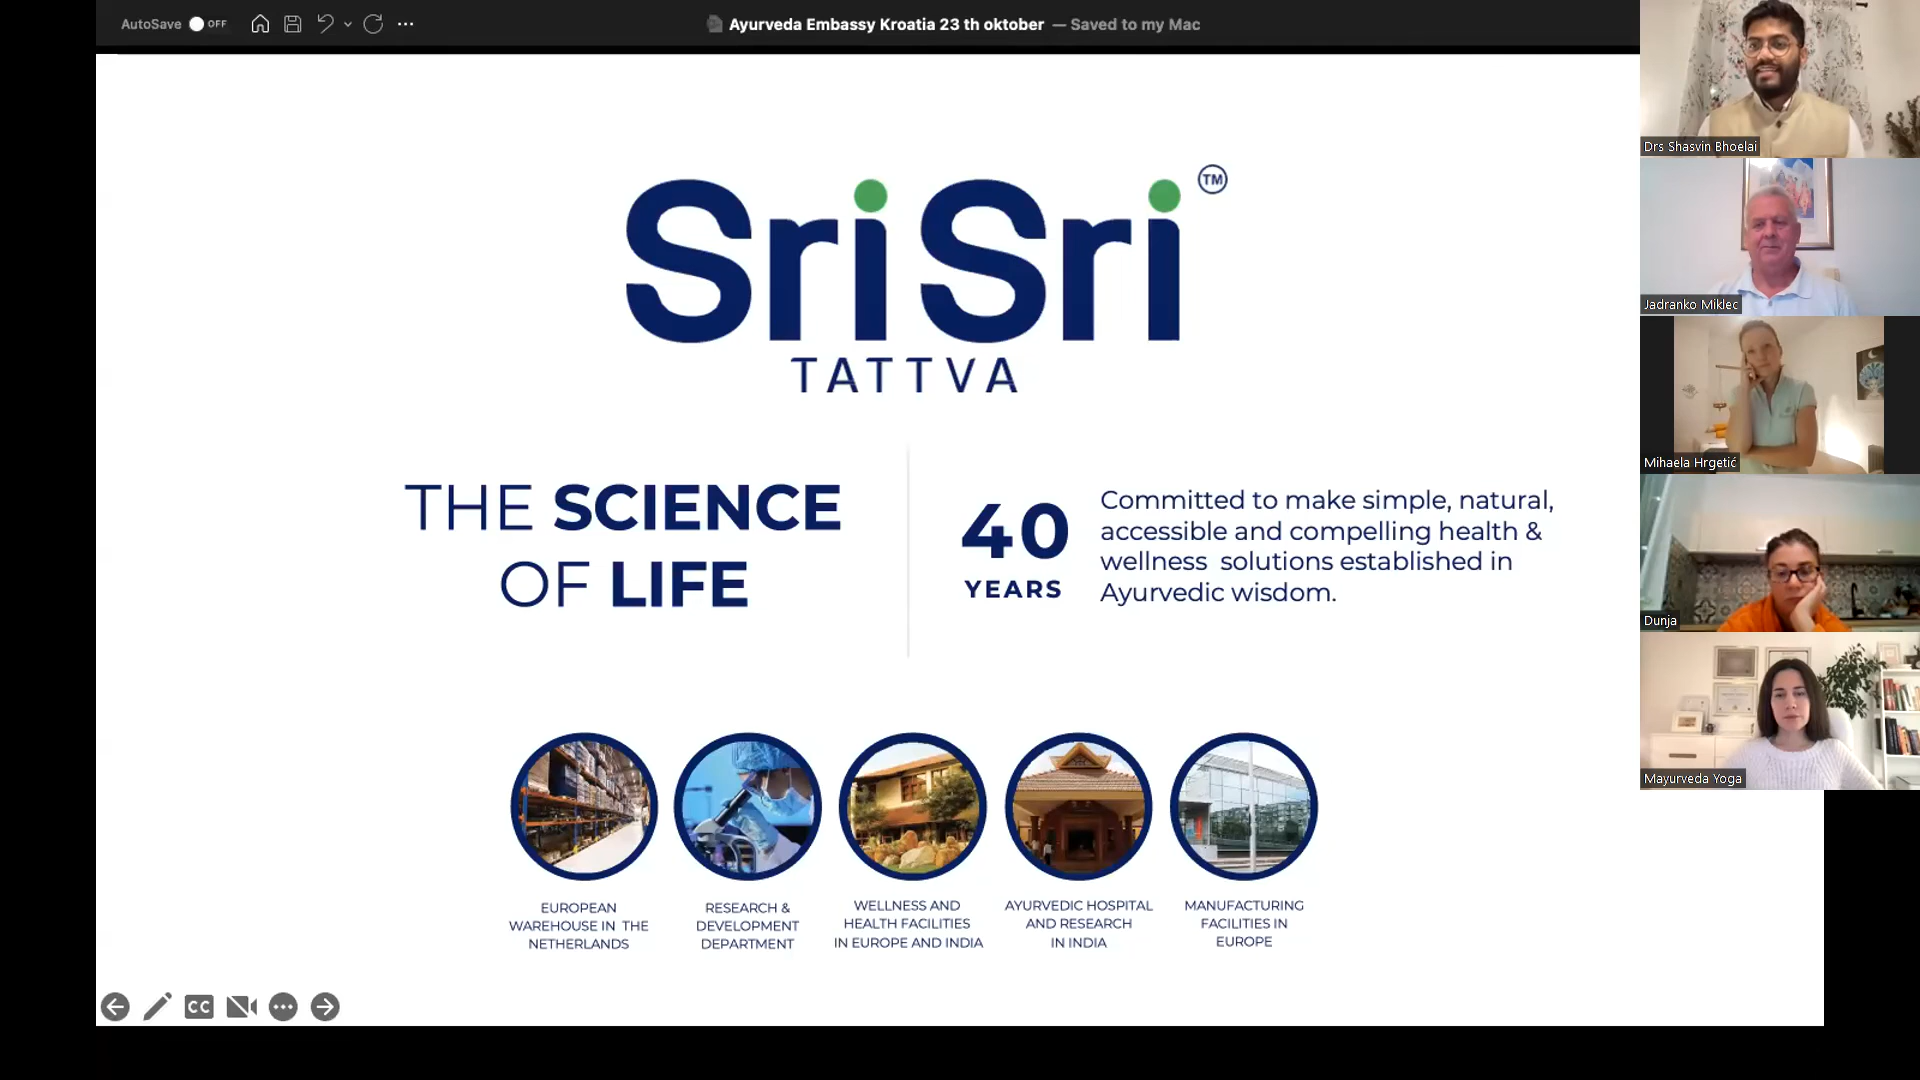 AutoSave OFF
Ayurveda Embassy Kroatia 23 th oktober — Saved to my Mac
SriSri TM
TATTVA
THE SCIENCE
OF LIFE
40
YEARS
Committed to make simple, natural,
accessible and compelling health &
wellness solutions established in
Ayurvedic wisdom.
EUROPEAN
WAREHOUSE IN THE
NETHERLANDS
RESEARCH &
DEVELOPMENT
DEPARTMENT
WELLNESS AND
HEALTH FACILITIES
IN EUROPE AND INDIA
AYURVEDIC HOSPITAL
AND RESEARCH
IN INDIA
MANUFACTURING
FACILITIES IN
EUROPE
CC
Drs Shasvin Bhoelai
Jadranko Miklec
Mihaela Hrgetić
Dunja
Mayurveda Yoga